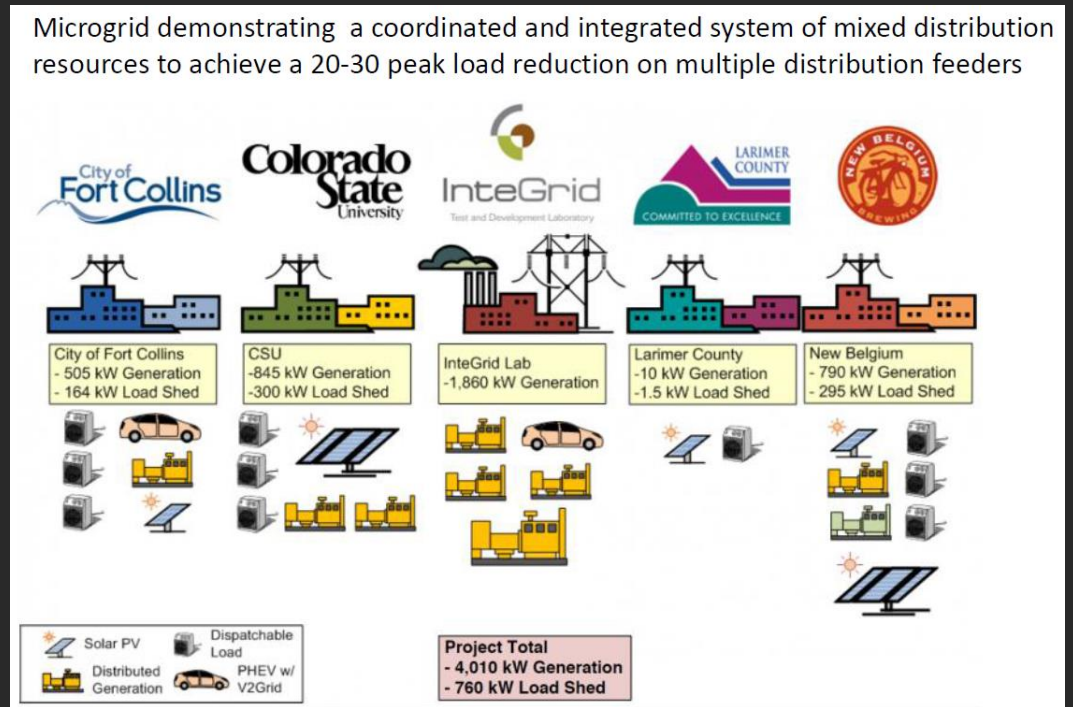 Microgrid demonstrating a coordinated and integrated system of mixed distribution
resources to achieve a 20-30 peak load reduction on multiple distribution feeders
City of
Fort Collins
Colorado
State
University
InteGrid
Test and Development Laboratory
LARIMER
COUNTY
COMMITTED TO EXCELLENCE
NEW BELGIUM
BREWING
City of Fort Collins
- 505 kW Generation
- 164 kW Load Shed
CSU
-845 kW Generation
-300 kW Load Shed
InteGrid Lab
-1,860 kW Generation
Larimer County
-10 kW Generation
-1.5 kW Load Shed
New Belgium
- 790 kW Generation
- 295 kW Load Shed
Solar PV
Dispatchable
Load
Distributed
Generation
PHEV w/
V2Grid
Project Total
- 4,010 kW Generation
- 760 kW Load Shed